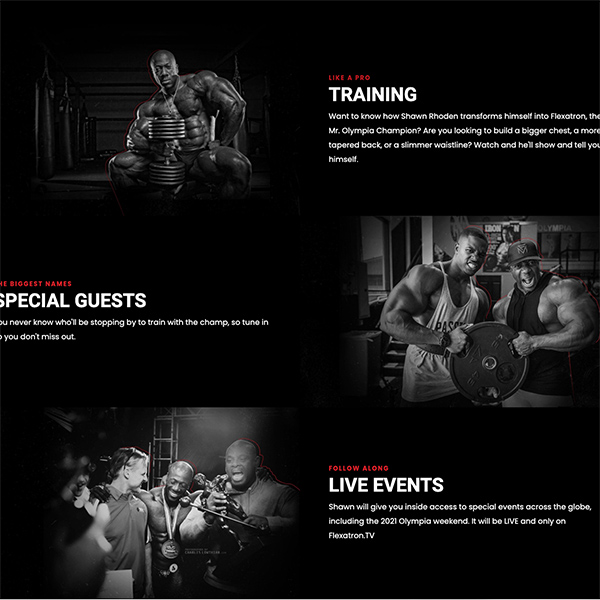 LIKE A PRO
TRAINING
Want to know how Shawn Rhoden transforms himself into Flexatron, the
Mr. Olympia Champion? Are you looking to build a bigger chest, a more
tapered back, or a slimmer waistline? Watch and he'll show and tell you
himself.
OLYMPIA
HE BIGGEST NAMES
SPECIAL GUESTS
ou never know who'll be stopping by to train with the champ, so tune in
o you don't miss out.
FOLLOW ALONG
LIVE EVENTS
Shawn will give you inside access to special events across the globe,
including the 2021 Olympia weekend. It will be LIVE and only on
Flexatron.TV